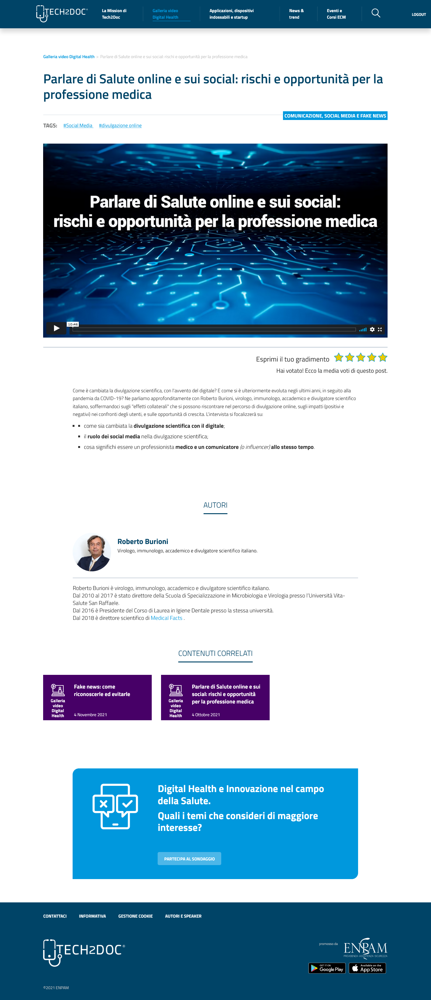 TECH2DOC®
La Mission di
Tech2Doc
Galleria video
Digital Health
Applicazioni, dispositivi
indossabili e startup
News &
trend
Eventi e
Corsi ECM
LOGOUT
Galleria video Digital Health > Parlare di Salute online e sui social: rischi e opportunità per la professione medica
Parlare di Salute online e sui social: rischi e opportunità per la
professione medica
COMUNICAZIONE, SOCIAL MEDIA E FAKE NEWS
TAGS: #Social Media #divulgazione online
Parlare di Salute online e sui social:
rischi e opportunità per la professione medica
10:46
Esprimi il tuo gradimento
Hai votato! Ecco la media voti di questo post.
Come è cambiata la divulgazione scientifica, con l'avvento del digitale? E come si è ulteriormente evoluta negli ultimi anni, in seguito alla
pandemia da COVID-19? Ne parliamo approfonditamente con Roberto Burioni, virologo, immunologo, accademico e divulgatore scientifico
italiano, soffermandoci sugli "effetti collaterali" che si possono riscontrare nel percorso di divulgazione online, sugli impatti (positivi e
negativi) nei confronti degli utenti, e sulle opportunità di crescita. L'intervista si focalizzerà su:
come sia cambiata la divulgazione scientifica con il digitale;
il ruolo dei social media nella divulgazione scientifica;
cosa significhi essere un professionista medico e un comunicatore (o influencer) allo stesso tempo.
AUTORI
Roberto Burioni
Virologo, immunologo, accademico e divulgatore scientifico italiano.
Roberto Burioni è virologo, immunologo, accademico e divulgatore scientifico italiano.
Dal 2010 al 2017 è stato direttore della Scuola di Specializzazione in Microbiologia e Virologia presso l’Università Vita-
Salute San Raffaele.
Dal 2016 è Presidente del Corso di Laurea in Igiene Dentale presso la stessa università.
Dal 2018 è direttore scientifico di Medical Facts .
CONTENUTI CORRELATI
Galleria
video
Digital
Health
Fake news: come
riconoscerle ed evitarle
4 Novembre 2021
Galleria
video
Digital
Health
Parlare di Salute online e sui
social: rischi e opportunità
per la professione medica
4 Ottobre 2021
Digital Health e Innovazione nel campo
della Salute.
Quali i temi che consideri di maggiore
interesse?
PARTECIPA AL SONDAGGIO
CONTATTACI
INFORMATIVA
GESTIONE COOKIE
AUTORI E SPEAKER
TECH2DOC®
promosso da
ENPAM
PREVIDENZA-ASSISTENZA-SICUREZZA
GET IT ON
Google Play
Available on the
App Store
©2021 ENPAM